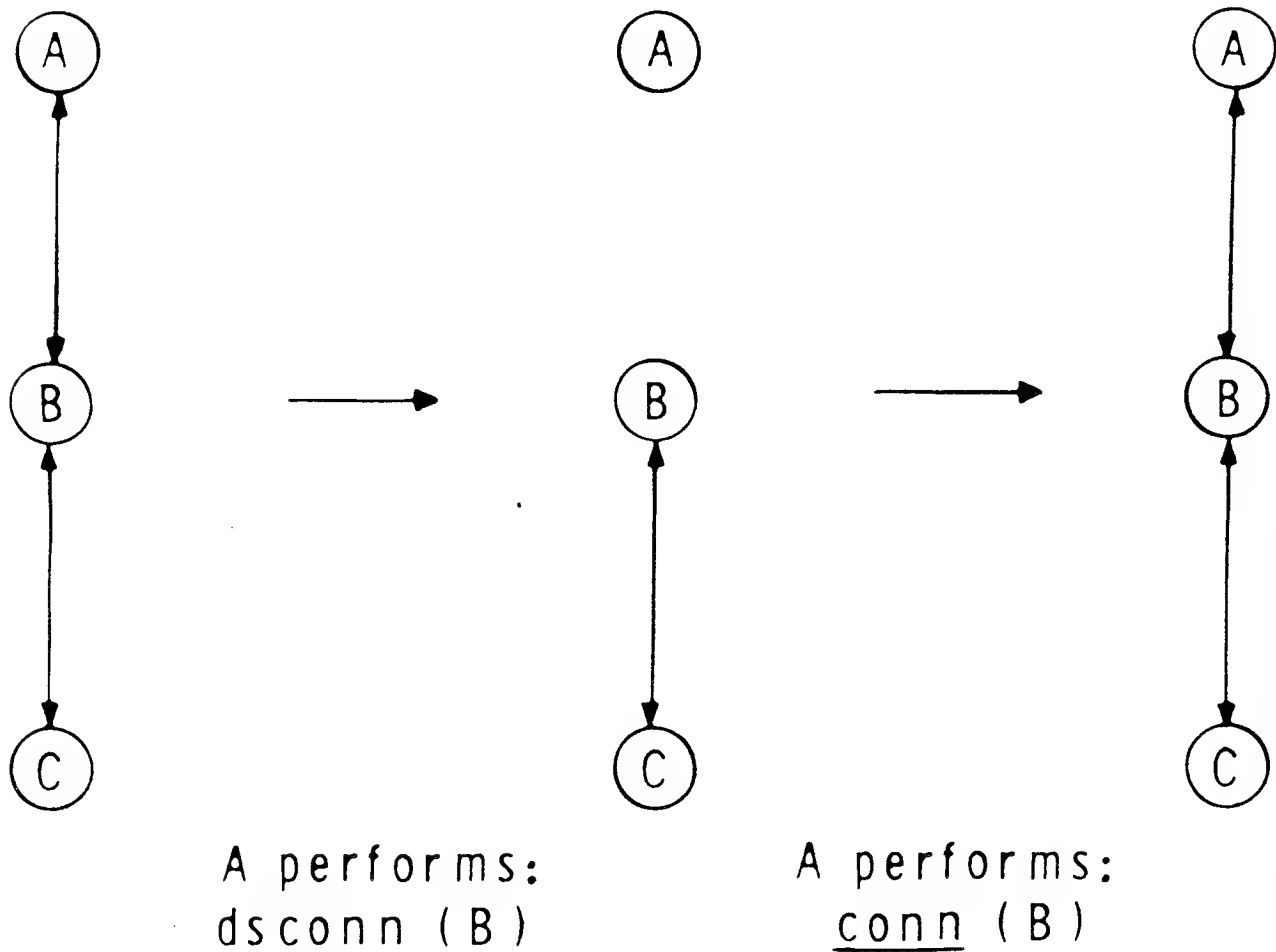 A A A
B B B
C C C
A performs: A performs:
dsconn (B) conn (B)